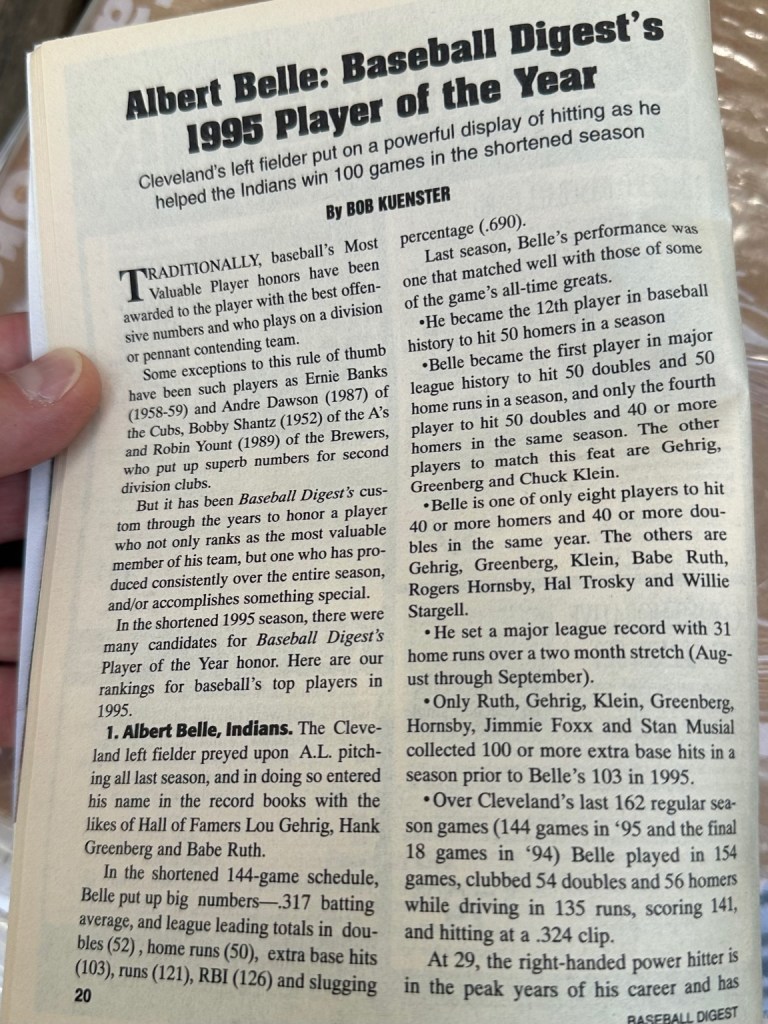 Albert Belle: Baseball Digest's
1995 Player of the Year
Cleveland's left fielder put on a powerful display of hitting as he
helped the Indians win 100 games in the shortened season
By BOB KUENSTER
TRADITIONALLY, baseball's Most
Valuable Player honors have been
awarded to the player with the best offen-
sive numbers and who plays on a division
or pennant contending team.
Some exceptions to this rule of thumb
have been such players as Ernie Banks
(1958-59) and Andre Dawson (1987) of
the Cubs, Bobby Shantz (1952) of the A's
and Robin Yount (1989) of the Brewers,
who put up superb numbers for second
division clubs.
But it has been Baseball Digest's cus-
tom through the years to honor a player
who not only ranks as the most valuable
member of his team, but one who has pro-
duced consistently over the entire season,
and/or accomplishes something special.
In the shortened 1995 season, there were
many candidates for Baseball Digest's
Player of the Year honor. Here are our
rankings for baseball's top players in
1995.
1. Albert Belle, Indians. The Cleve-
land left fielder preyed upon A.L. pitch-
ing all last season, and in doing so entered
his name in the record books with the
likes of Hall of Famers Lou Gehrig, Hank
Greenberg and Babe Ruth.
In the shortened 144-game schedule,
Belle put up big numbers—.317 batting
average, and league leading totals in dou-
bles (52) , home runs (50), extra base hits
(103), runs (121), RBI (126) and slugging
20
percentage (.690).
Last season, Belle's performance was
one that matched well with those of some
of the game's all-time greats.
•He became the 12th player in baseball
history to hit 50 homers in a season
•Belle became the first player in major
league history to hit 50 doubles and 50
home runs in a season, and only the fourth
player to hit 50 doubles and 40 or more
homers in the same season. The other
players to match this feat are Gehrig,
Greenberg and Chuck Klein.
•Belle is one of only eight players to hit
40 or more homers and 40 or more dou-
bles in the same year. The others are
Gehrig, Greenberg, Klein, Babe Ruth,
Rogers Hornsby, Hal Trosky and Willie
Stargell.
•He set a major league record with 31
home runs over a two month stretch (Aug-
ust through September).
•Only Ruth, Gehrig, Klein, Greenberg,
Hornsby, Jimmie Foxx and Stan Musial
collected 100 or more extra base hits in a
season prior to Belle's 103 in 1995.
•Over Cleveland's last 162 regular sea-
son games (144 games in '95 and the final
18 games in '94) Belle played in 154
games, clubbed 54 doubles and 56 homers
while driving in 135 runs, scoring 141,
and hitting at a .324 clip.
At 29, the right-handed power hitter is
in the peak years of his career and has
BASEBALL DIGEST